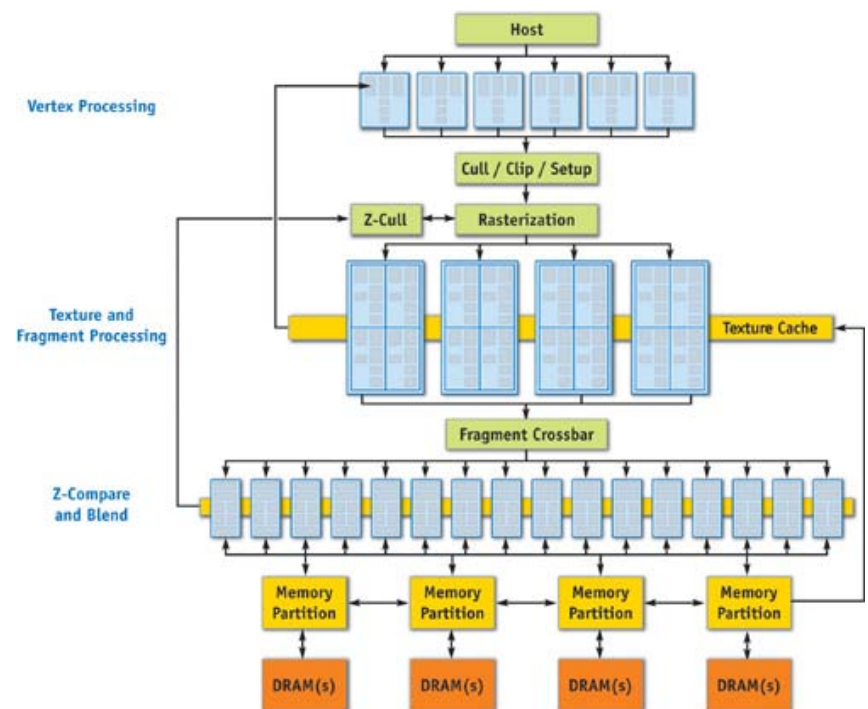 Host
Vertex Processing
Cull / Clip / Setup
Z-Cull
Rasterization
Texture and
Fragment Processing
Texture Cache
Fragment Crossbar
Z-Compare
and Blend
Memory
Partition
Memory
Partition
Memory
Partition
Memory
Partition
DRAM(s)
DRAM(s)
DRAM(s)
DRAM(s)